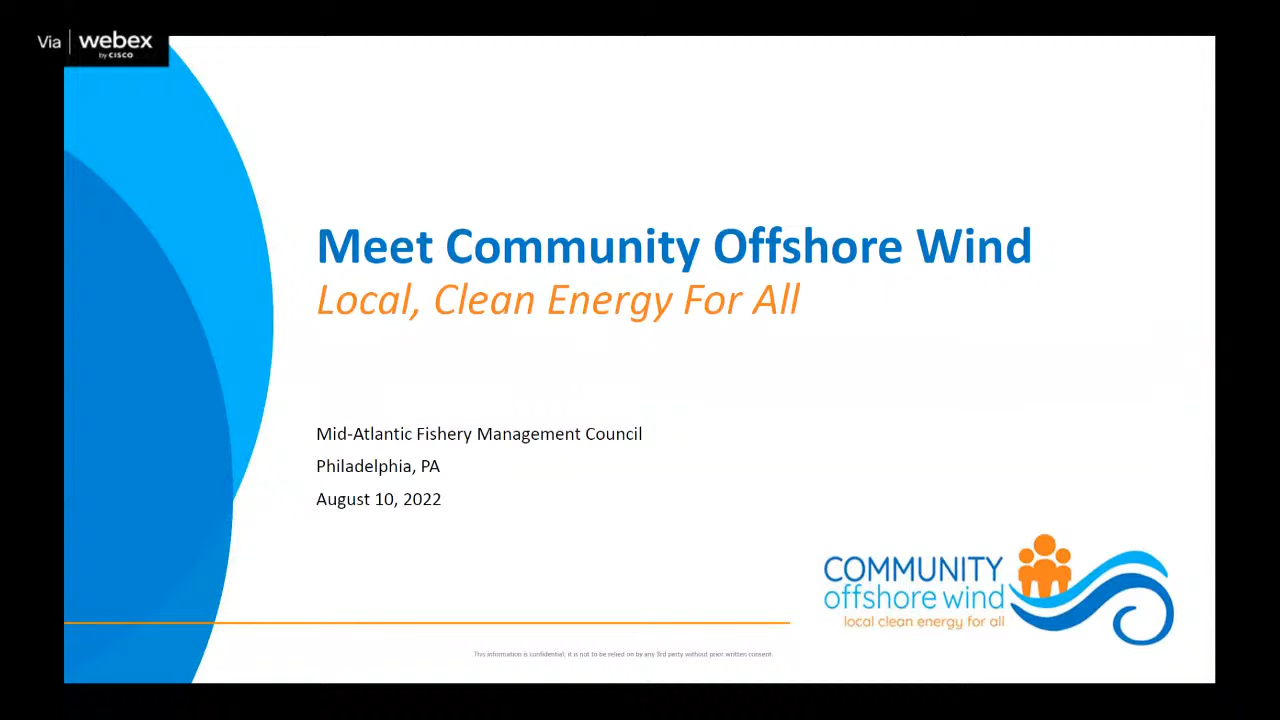 Via webex
by CISCO
Meet Community Offshore Wind
Local, Clean Energy For All
Mid-Atlantic Fishery Management Council
Philadelphia, PA
August 10, 2022
COMMUNITY
offshore wind
local clean energy for all
This information is confidential, it is not to be relied on by any 3rd party without prior written consent.